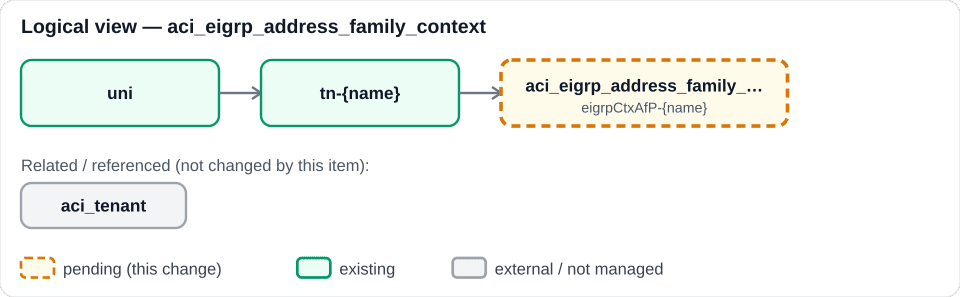 Logical view — aci_eigrp_address_family_context
uni
tn-{name}
aci_eigrp_address_family_...
eigrpCtxAfP-{name}
Related / referenced (not changed by this item):
aci_tenant
pending (this change)
existing
external / not managed